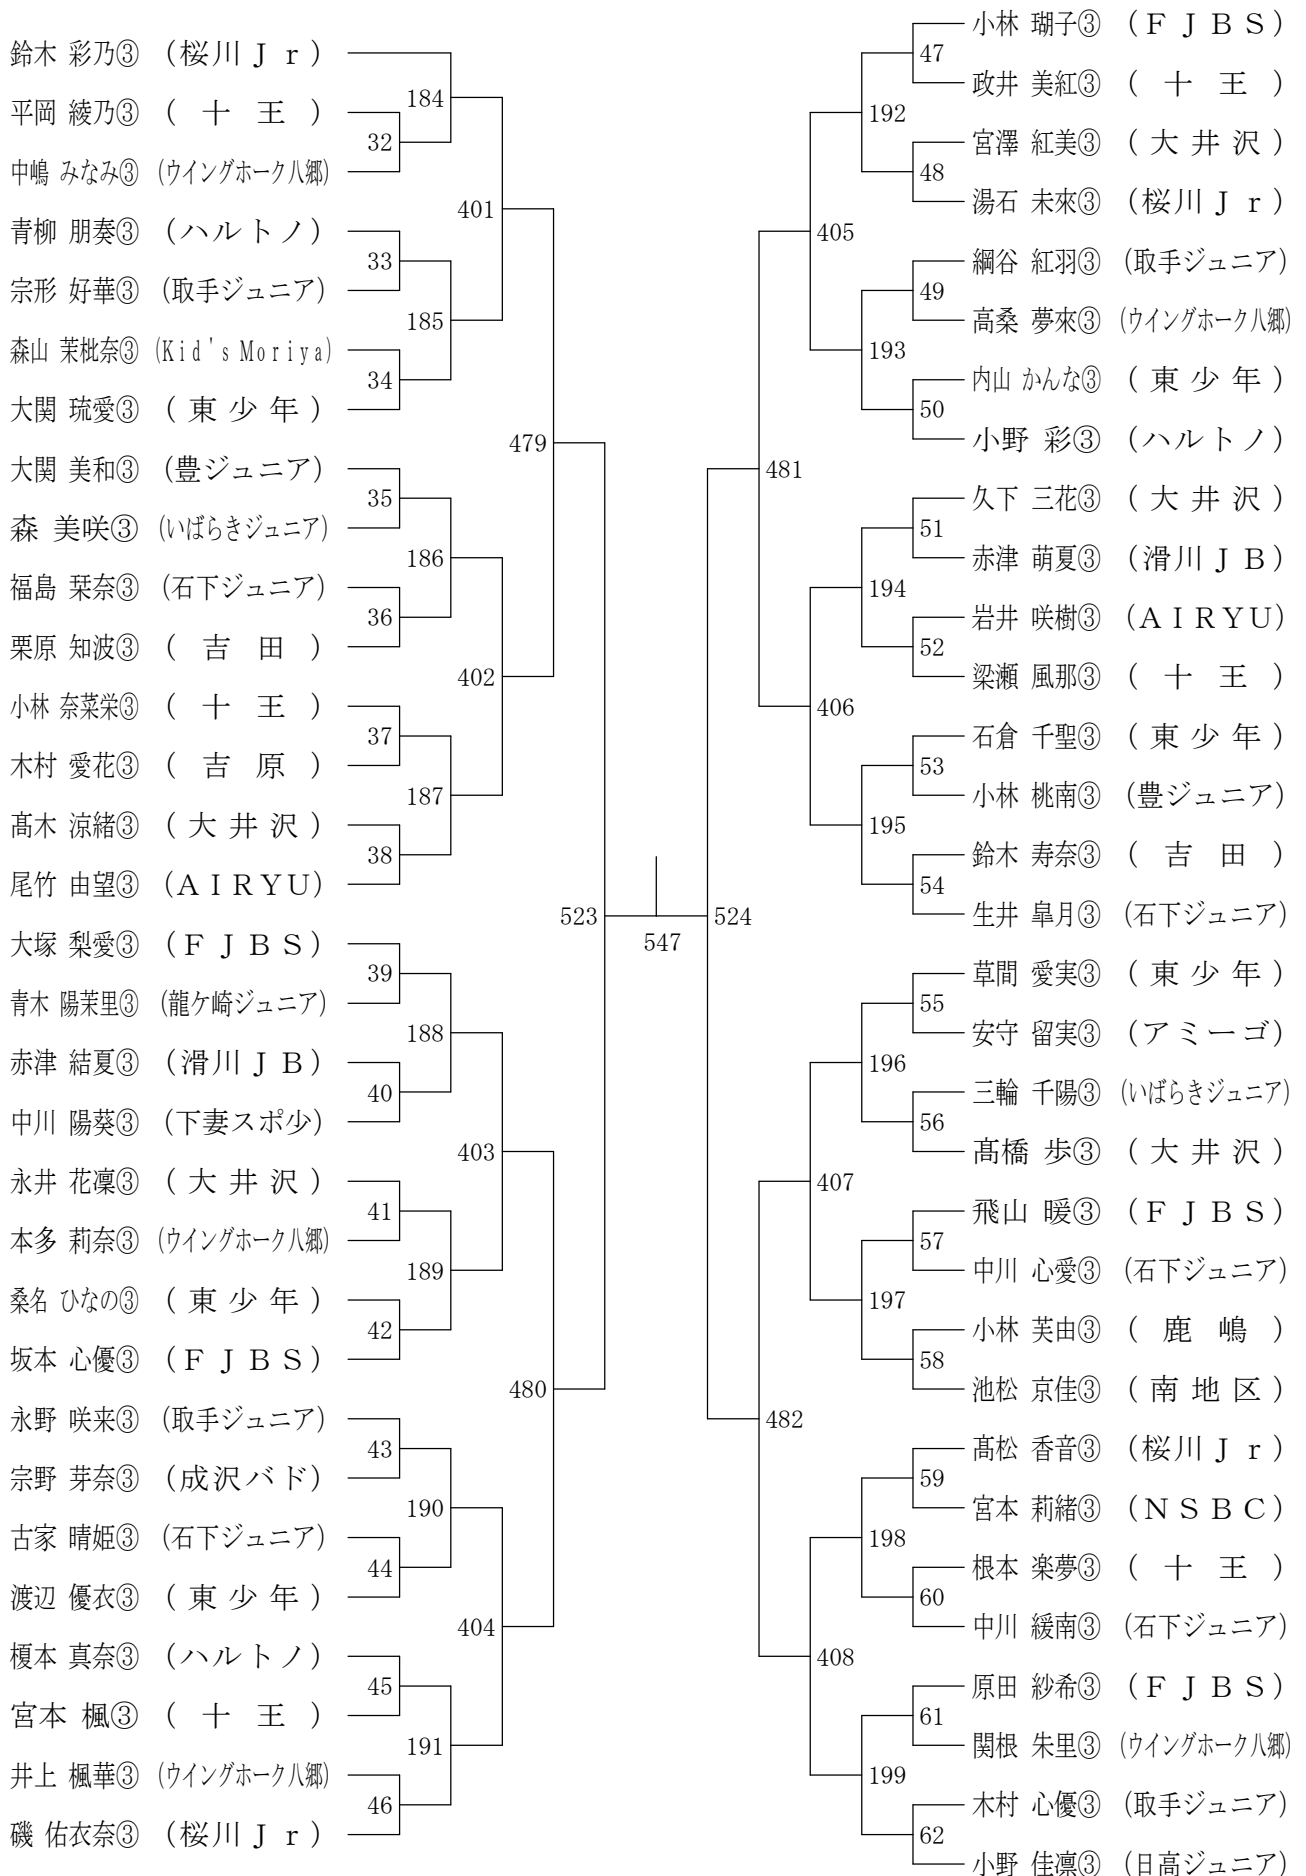 鈴木 彩乃③ (桜川Ｊｒ)
平岡 綾乃③ (十王)
中嶋 みなみ③ (ウイングホーク八郷)
青柳 朋奏③ (ハルトノ)
宗形 好華③ (取手ジュニア)
森山 茉枇奈③ (Kid's Moriya)
大関 琉愛③ (東少年)
大関 美和③ (豊ジュニア)
森 美咲③ (いばらきジュニア)
福島 栞奈③ (石下ジュニア)
栗原 知波③ (吉田)
小林 奈菜栄③ (十王)
木村 愛花③ (吉原)
髙木 涼緒③ (大井沢)
尾竹 由望③ (ＡＩＲＹＵ)
大塚 梨愛③ (ＦＪＢＳ)
青木 陽茉里③ (龍ケ崎ジュニア)
赤津 結夏③ (滑川ＪＢ)
中川 陽葵③ (下妻スポ少)
永井 花凜③ (大井沢)
本多 莉奈③ (ウイングホーク八郷)
桑名 ひなの③ (東少年)
坂本 心優③ (ＦＪＢＳ)
永野 咲来③ (取手ジュニア)
宗野 芽奈③ (成沢バド)
古家 晴姫③ (石下ジュニア)
渡辺 優衣③ (東少年)
榎本 真奈③ (ハルトノ)
宮本 楓③ (十王)
井上 楓華③ (ウイングホーク八郷)
磯 佑衣奈③ (桜川Ｊｒ)
32
33
34
35
36
37
38
39
40
41
42
43
44
45
46
184
185
186
187
188
189
190
191
401
402
403
404
479
480
523
547
524
481
482
405
406
407
408
192
193
194
195
196
197
198
199
47
48
49
50
51
52
53
54
55
56
57
58
59
60
61
62
小林 瑚子③ (ＦＪＢＳ)
政井 美紅③ (十王)
宮澤 紅美③ (大井沢)
湯石 未來③ (桜川Ｊｒ)
綱谷 紅羽③ (取手ジュニア)
高桑 夢來③ (ウイングホーク八郷)
内山 かんな③ (東少年)
小野 彩③ (ハルトノ)
久下 三花③ (大井沢)
赤津 萌夏③ (滑川ＪＢ)
岩井 咲樹③ (ＡＩＲＹＵ)
梁瀬 風那③ (十王)
石倉 千聖③ (東少年)
小林 桃南③ (豊ジュニア)
鈴木 寿奈③ (吉田)
生井 皐月③ (石下ジュニア)
草間 愛実③ (東少年)
安守 留実③ (アミーゴ)
三輪 千陽③ (いばらきジュニア)
髙橋 歩③ (大井沢)
飛山 暖③ (ＦＪＢＳ)
中川 心愛③ (石下ジュニア)
小林 芙由③ (鹿嶋)
池松 京佳③ (南地区)
髙松 香音③ (桜川Ｊｒ)
宮本 莉緒③ (ＮＳＢＣ)
根本 楽夢③ (十王)
中川 緩南③ (石下ジュニア)
原田 紗希③ (ＦＪＢＳ)
関根 朱里③ (ウイングホーク八郷)
木村 心優③ (取手ジュニア)
小野 佳凛③ (日高ジュニア)